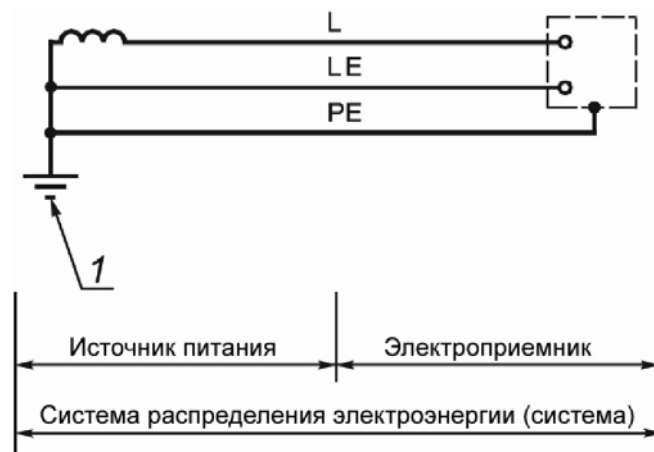 L
LE
PE
1
Источник питания
Электроприемник
Система распределения электроэнергии (система)